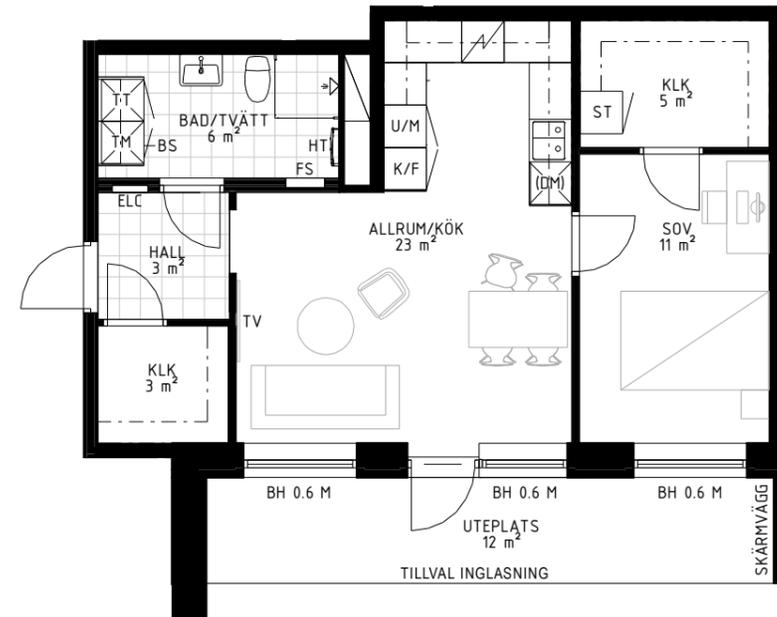 KLK
5 m²
ST
TT
BAD/TVÄTT
6 m²
U/M
TM
BS
HT
K/F
FS
(DM)
ELC
ALLRUM/KÖK
23 m²
SOV
11 m²
HALL
3 m²
TV
KLK
3 m²
BH 0.6 M
BH 0.6 M
BH 0.6 M
UTEPLATS
12 m²
SKÄRMVÄGG
TILLVAL INGLASNING